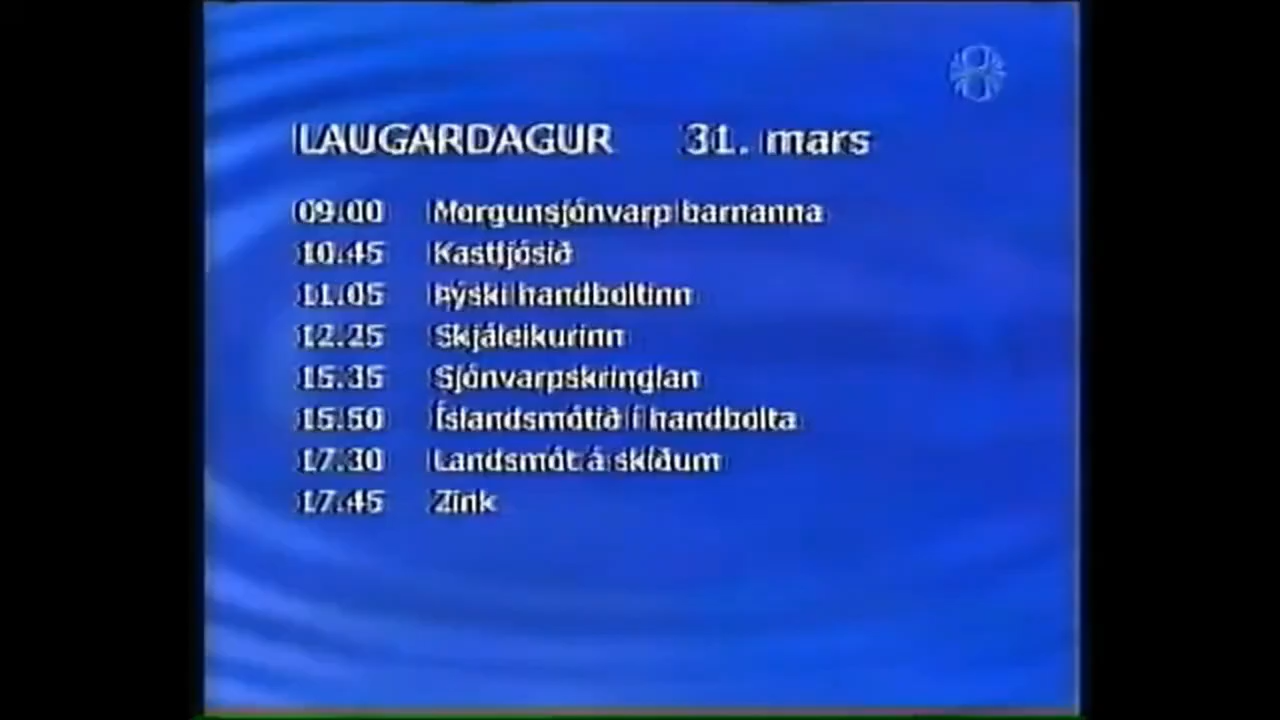 LAUGARDAGUR 31. mars
09.00 Morgunsjónvarp barnanna
10.45 Kastljósið
11.05 Þýski handboltinn
12.25 Skjáleikurinn
15.35 Sjónvarpskringlan
15.50 Íslandsmótið í handbolta
17.30 Landsmót á skíðum
17.45 Zink